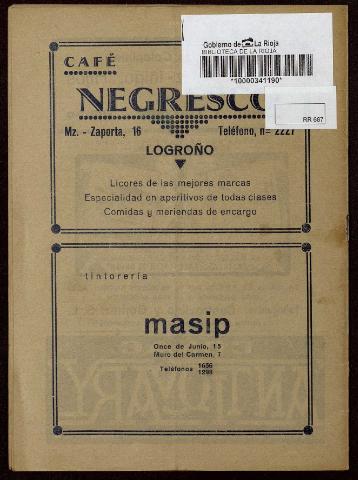 Gobierno de La Rioja
BIBLIOTECA DE LA RIOJA
*10000341190*
RR 667
CAFÉ
NEGRESCO
Mz. - Zaporta, 16 Teléfono, n= 2227
LOGROÑO
Licores de las mejores marcas
Especialidad en aperitivos de todas clases
Comidas y meriendas de encargo
tintorería
masip
Once de Junio, 15
Muro del Carmen, 7
Teléfonos 1656
1298